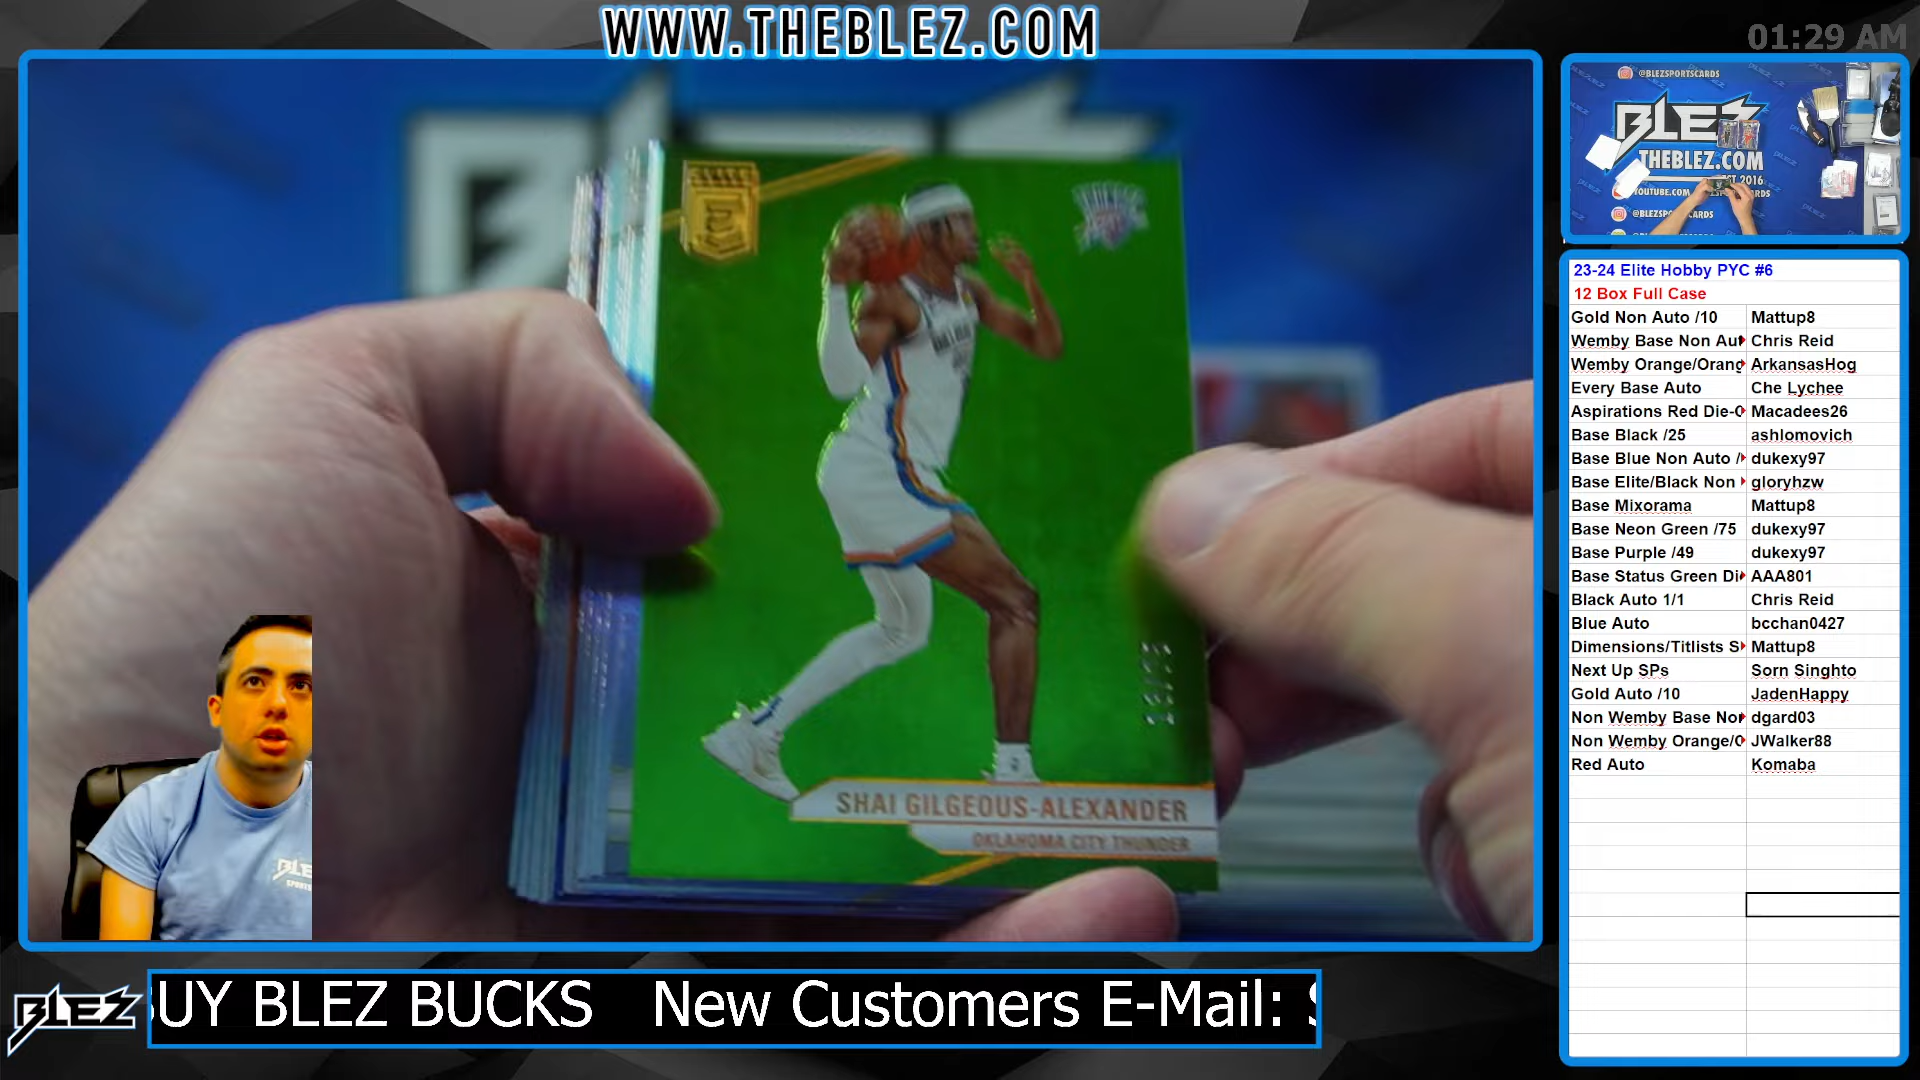 WWW.THEBLEZ.COM
01:29 AM
@BLEZSPORTSCARDS
BLEZ
THEBLEZ.COM
2016
YOUTUBE.COM
SHAI GILGEOUS-ALEXANDER
OKLAHOMA CITY THUNDER
23-24 Elite Hobby PYC #6
12 Box Full Case
Gold Non Auto /10 Mattup8
Wemby Base Non Au Chris Reid
Wemby Orange/Orang ArkansasHog
Every Base Auto Che Lychee
Aspirations Red Die-C Macadees26
Base Black /25 ashlomovich
Base Blue Non Auto / dukexy97
Base Elite/Black Non gloryhzw
Base Mixorama Mattup8
Base Neon Green /75 dukexy97
Base Purple /49 dukexy97
Base Status Green Di AAA801
Black Auto 1/1 Chris Reid
Blue Auto bcchan0427
Dimensions/Titlists S Mattup8
Next Up SPs Sorn Singhto
Gold Auto /10 JadenHappy
Non Wemby Base Non dgard03
Non Wemby Orange/O JWalker88
Red Auto Komaba
BLEZ
UY BLEZ BUCKS New Customers E-Mail: